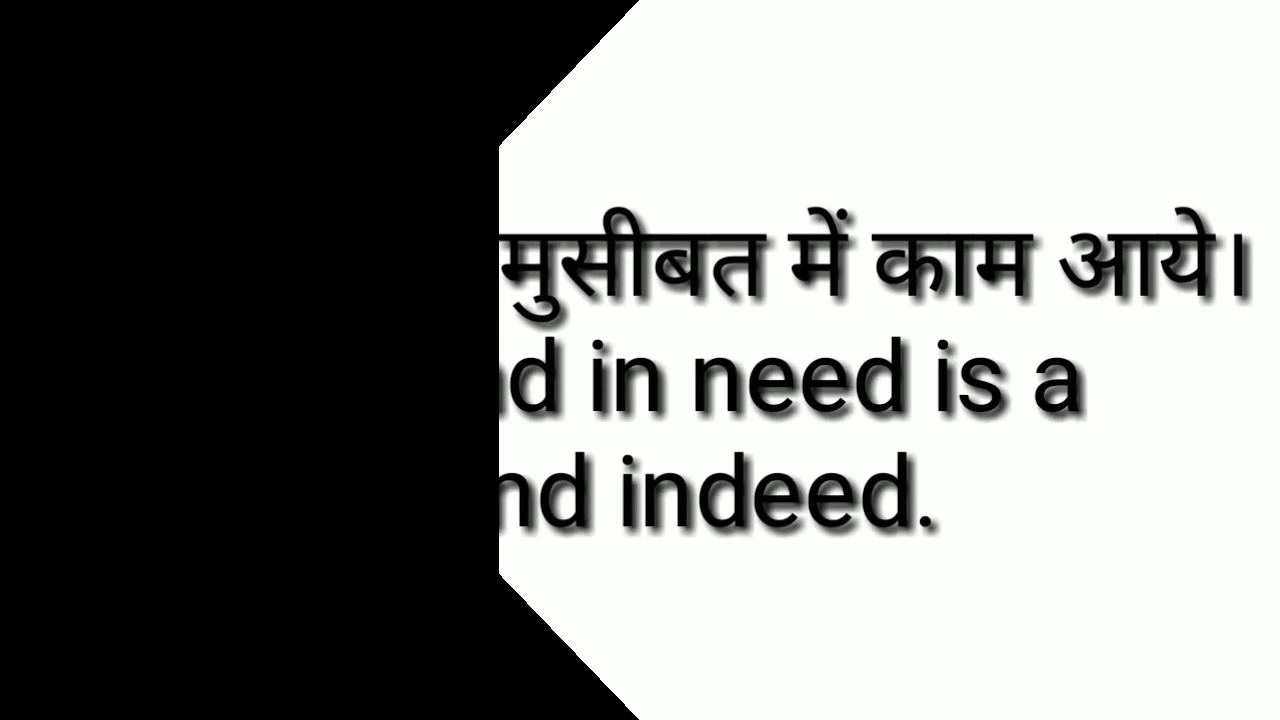 मुसीबत में काम आये।
d in need is a
nd indeed.